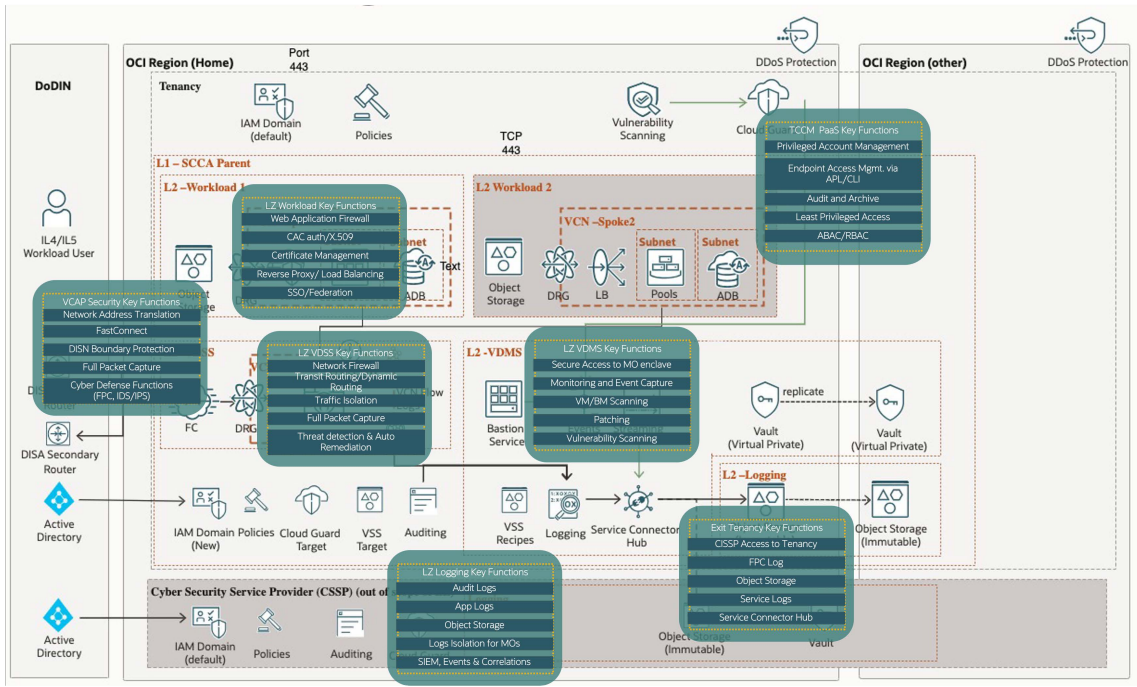 Port
443
OCI Region (Home)
DDoS Protection
OCI Region (other)
DDoS Protection
DoDIN
Tenancy
IAM Domain
(default)
Policies
Vulnerability
Scanning
Cloud Guard
TCP
443
TCCM PaaS Key Functions
Privileged Account Management
Endpoint Access Mgmt. via
APL/CLI
Audit and Archive
Least Privileged Access
ABAC/RBAC
L1 – SCCA Parent
L2 –Workload 1
LZ Workload Key Functions
Web Application Firewall
CAC auth/X.509
Certificate Management
Reverse Proxy/ Load Balancing
SSO/Federation
Subnet
Text
ADB
L2 Workload 2
VCN –Spoke2
Subnet
Subnet
Object
Storage
DRG
LB
Pools
ADB
IL4/IL5
Workload User
VCAP Security Key Functions
Network Address Translation
FastConnect
DISN Boundary Protection
Full Packet Capture
Cyber Defense Functions
(FPC, IDS/IPS)
FC
DRG
LZ VDSS Key Functions
Network Firewall
Transit Routing/Dynamic
Routing
Traffic Isolation
Full Packet Capture
Threat detection & Auto
Remediation
L2 -VDMS
Bastion
Service
LZ VDMS Key Functions
Secure Access to MO enclave
Monitoring and Event Capture
VM/BM Scanning
Patching
Vulnerability Scanning
replicate
Vault
(Virtual Private)
Vault
(Virtual Private)
DISA Secondary
Router
Active
Directory
IAM Domain
(New)
Policies
Cloud Guard
Target
VSS
Target
Auditing
VSS
Recipes
Logging
Service Connector
Hub
L2 –Logging
Object Storage
(Immutable)
Exit Tenancy Key Functions
CISSP Access to Tenancy
FPC Log
Object Storage
Service Logs
Service Connector Hub
LZ Logging Key Functions
Audit Logs
App Logs
Object Storage
Logs Isolation for MOs
SIEM, Events & Correlations
Cyber Security Service Provider (CSSP) (out of
Active
Directory
IAM Domain
(default)
Policies
Auditing
Object Storage
(Immutable)
Vault